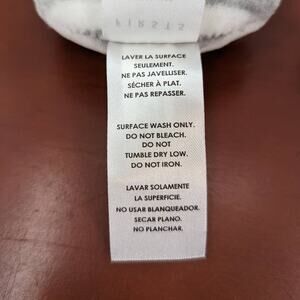 FIRSTS
LAVER LA SURFACE
SEULEMENT.
NE PAS JAVELLISER.
SÉCHER À PLAT.
NE PAS REPASSER.
SURFACE WASH ONLY.
DO NOT BLEACH.
DO NOT
TUMBLE DRY LOW.
DO NOT IRON.
LAVAR SOLAMENTE
LA SUPERFICIE.
NO USAR BLANQUEADOR.
SECAR PLANO.
NO PLANCHAR.